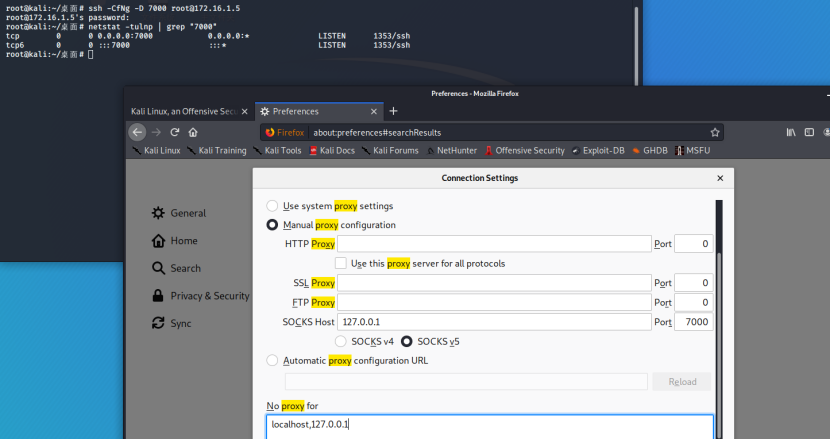 root@kali:~/桌面# ssh -CfNg -D 7000 root@172.16.1.5
root@172.16.1.5's password:
root@kali:~/桌面# netstat -tulnp | grep "7000"
tcp 0 0 0.0.0.0:7000 0.0.0.0:* LISTEN 1353/ssh
tcp6 0 0 :::7000 :::* LISTEN 1353/ssh
root@kali:~/桌面#
Preferences - Mozilla Firefox
Kali Linux, an Offensive Secu
Preferences
Firefox about:preferences#searchResults
Kali Linux Kali Training Kali Tools Kali Docs Kali Forums NetHunter Offensive Security Exploit-DB GHDB MSFU
Connection Settings
General
Home
Search
Privacy & Security
Sync
Use system proxy settings
Manual proxy configuration
HTTP Proxy Port 0
Use this proxy server for all protocols
SSL Proxy Port 0
FTP Proxy Port 0
SOCKS Host 127.0.0.1 Port 7000
SOCKS v4 SOCKS v5
Automatic proxy configuration URL
Reload
No proxy for
localhost,127.0.0.1